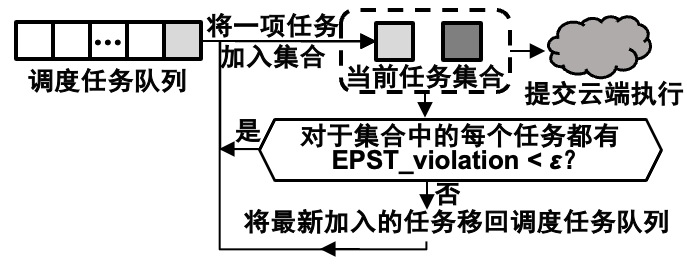 将一项任务
加入集合
...
调度任务队列
当前任务集合
提交云端执行
是
对于集合中的每个任务都有
EPST_violation < ε?
否
将最新加入的任务移回调度任务队列